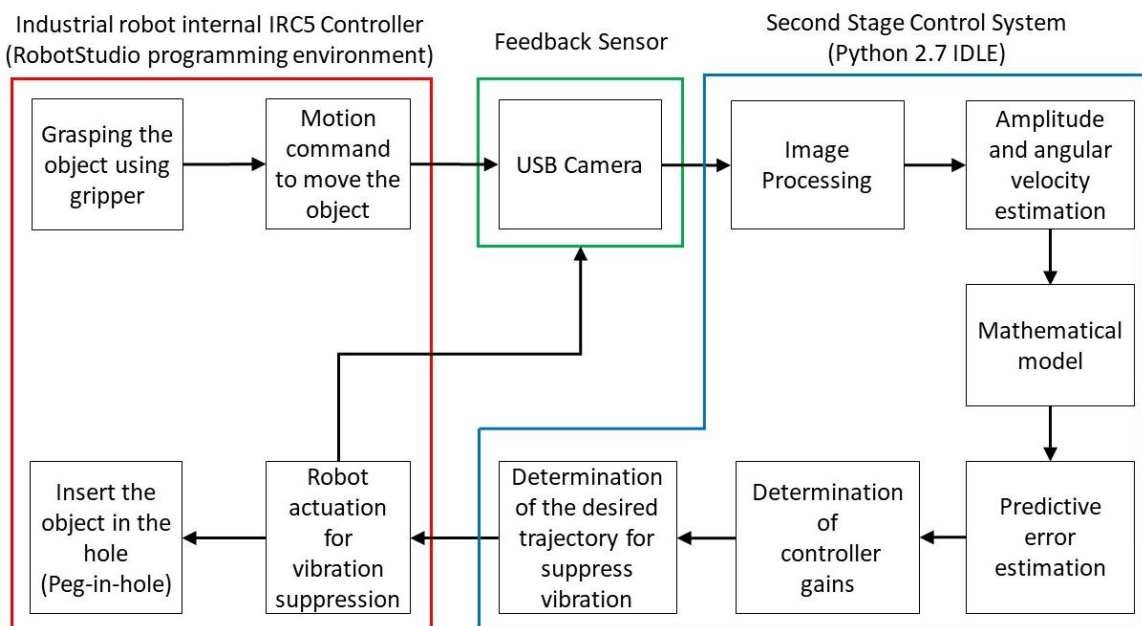 Industrial robot internal IRC5 Controller
(RobotStudio programming environment)
Feedback Sensor
Second Stage Control System
(Python 2.7 IDLE)
Grasping the
object using
gripper
Motion
command
to move the
object
USB Camera
Image
Processing
Amplitude
and angular
velocity
estimation
Mathematical
model
Insert the
object in the
hole
(Peg-in-hole)
Robot
actuation
for
vibration
suppression
Determination
of the desired
trajectory for
suppress
vibration
Determination
of
controller
gains
Predictive
error
estimation